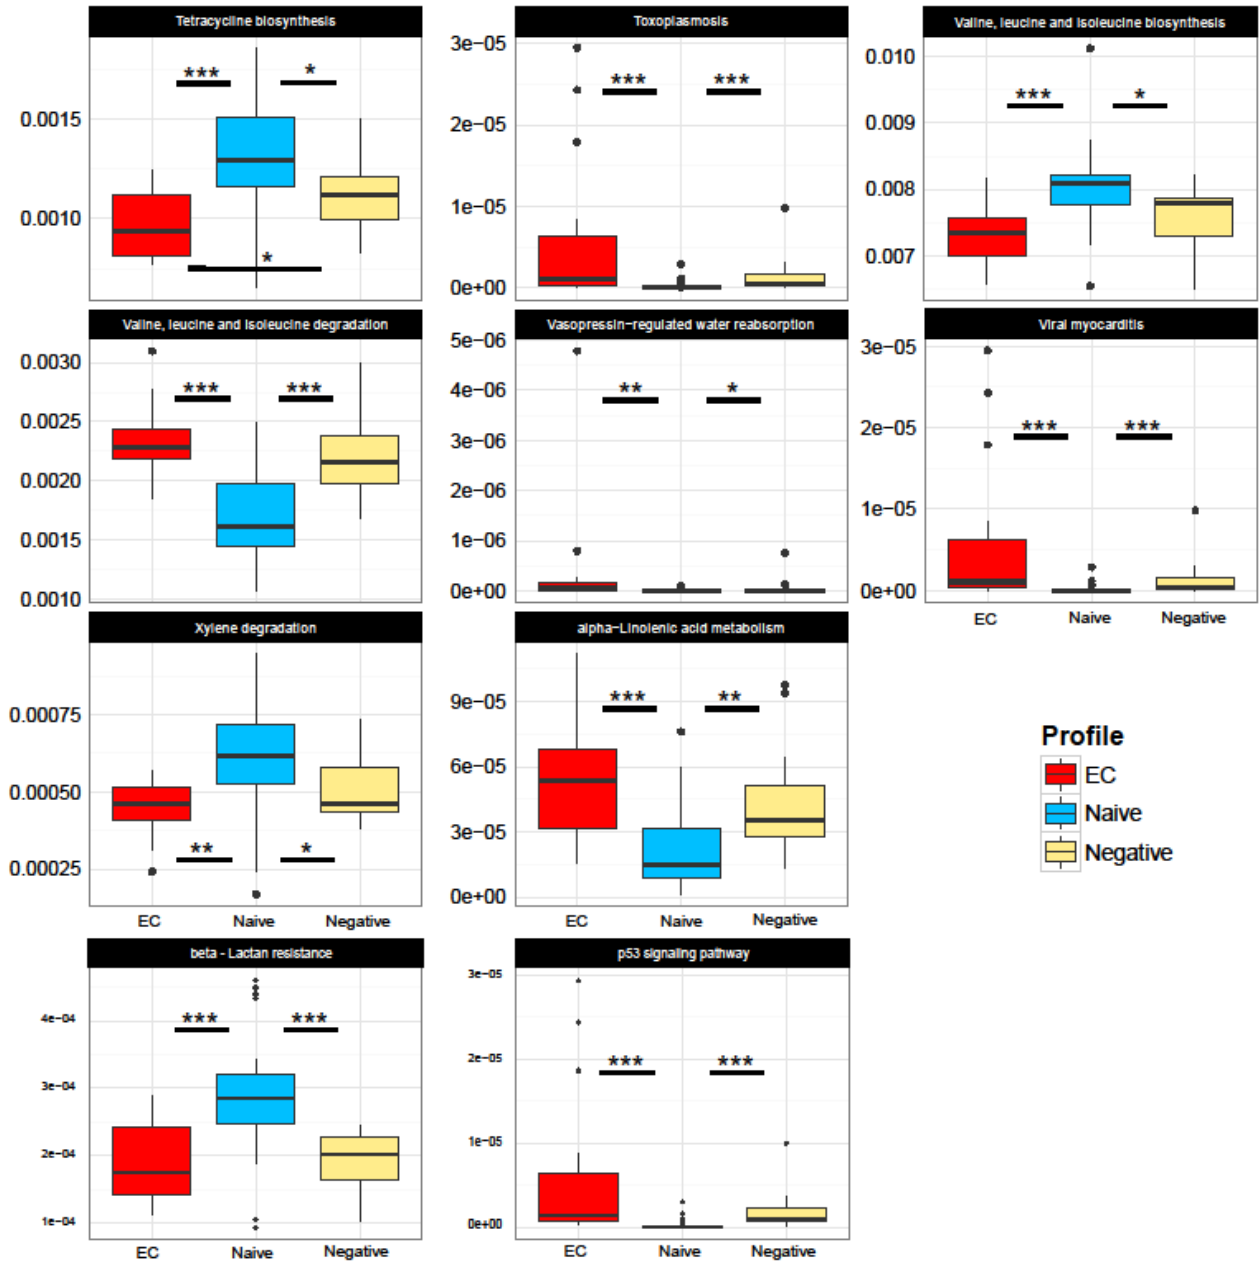 Tetracycline biosynthesis
0.0015
0.0010
***
*
*
Toxoplasmosis
3e−05
2e−05
1e−05
0e+00
***
***
Valine, leucine and isoleucine biosynthesis
0.010
0.009
0.008
0.007
***
*
Valine, leucine and isoleucine degradation
0.0030
0.0025
0.0020
0.0015
0.0010
***
***
Vasopressin−regulated water reabsorption
5e−06
4e−06
3e−06
2e−06
1e−06
0e+00
**
*
Viral myocarditis
3e−05
2e−05
1e−05
0e+00
***
***
EC Naive Negative
Xylene degradation
0.00075
0.00050
0.00025
**
*
EC Naive Negative
alpha−Linolenic acid metabolism
9e−05
6e−05
3e−05
0e+00
***
**
EC Naive Negative
Profile
EC
Naive
Negative
beta - Lactan resistance
4e−04
3e−04
2e−04
1e−04
***
***
EC Naive Negative
p53 signaling pathway
3e−05
2e−05
1e−05
0e+00
***
***
EC Naive Negative